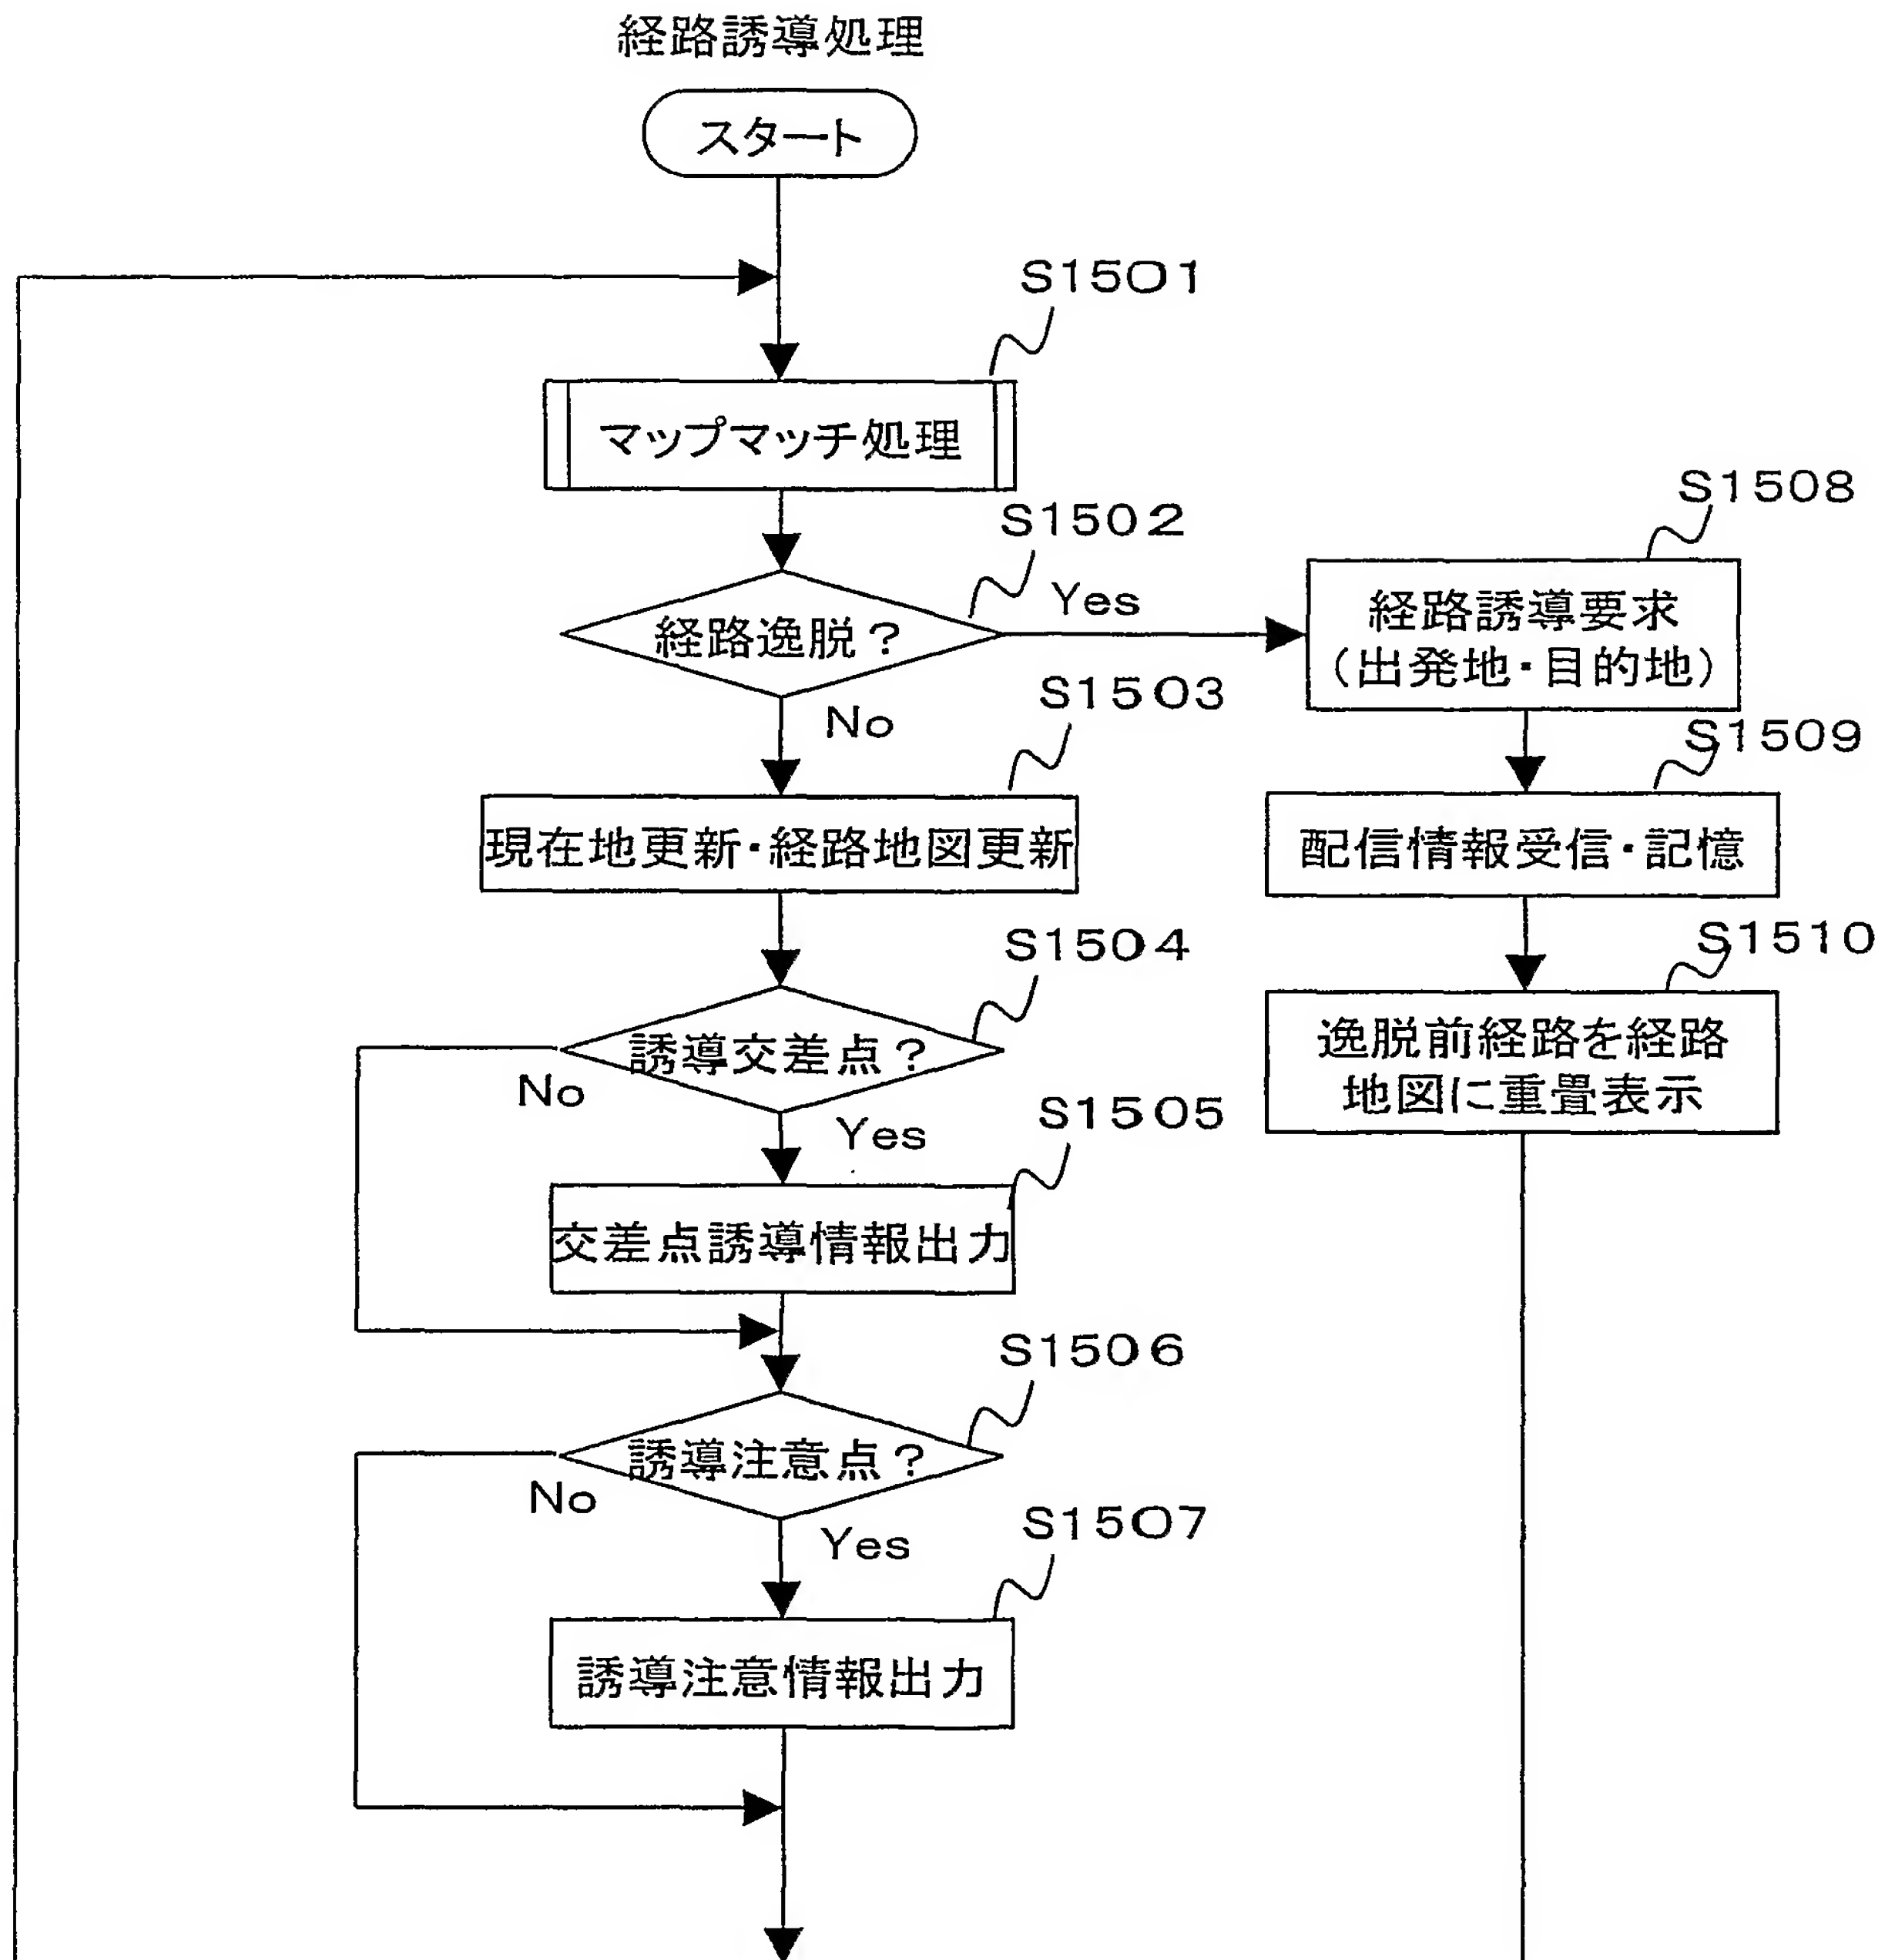 経路誘導処理
スタート
S1501
マップマッチ処理
S1502
経路逸脱？
Yes
No
S1503
現在地更新・経路地図更新
S1504
誘導交差点？
No
Yes
S1505
交差点誘導情報出力
S1506
誘導注意点？
No
Yes
S1507
誘導注意情報出力
S1508
経路誘導要求
（出発地・目的地）
S1509
配信情報受信・記憶
S1510
逸脱前経路を経路
地図に重畳表示